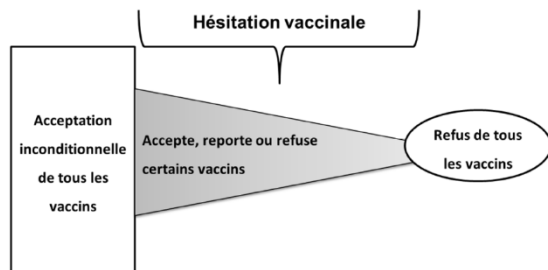 Hésitation vaccinale
Acceptation
inconditionnelle
de tous les
vaccins
Accepte, reporte ou refuse
certains vaccins
Refus de tous
les vaccins